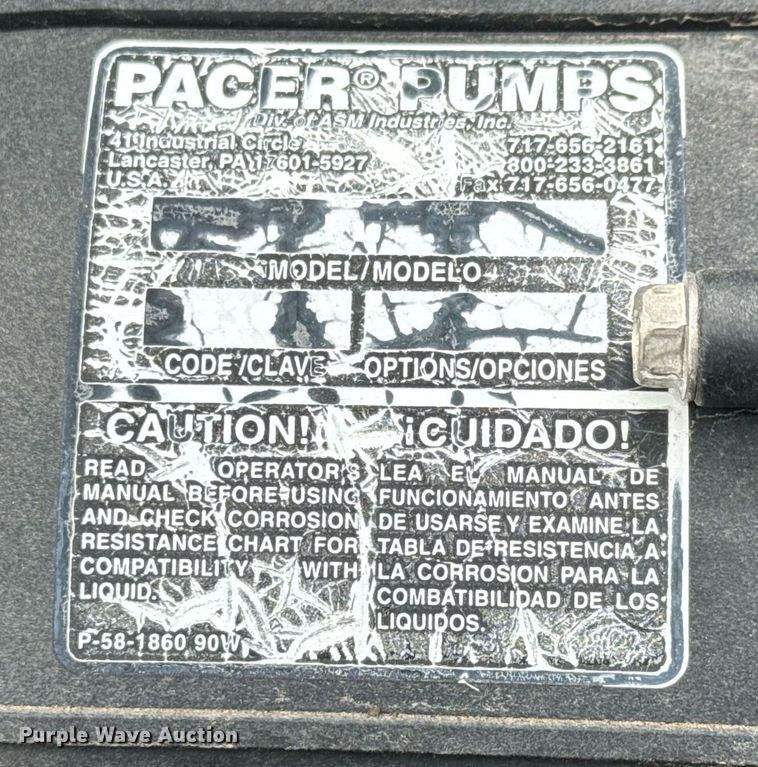 PACER® PUMPS
Div. of ASM Industries, Inc.
41 Industrial Circle
Lancaster, PA 17601-5927
U.S.A.
717-656-2161
800-233-3861
Fax 717-656-0477
MODEL/MODELO
CODE/CLAVE
OPTIONS/OPCIONES
CAUTION!
READ OPERATOR'S
MANUAL BEFORE USING
AND CHECK CORROSION
RESISTANCE CHART FOR
COMPATIBILITY WITH
LIQUID.
P-58-1860 90W
¡CUIDADO!
LEA EL MANUAL DE
FUNCIONAMIENTO ANTES
DE USARSE Y EXAMINE LA
TABLA DE RESISTENCIA A
LA CORROSION PARA LA
COMBATIBILIDAD DE LOS
LIQUIDOS.
Purple Wave Auction